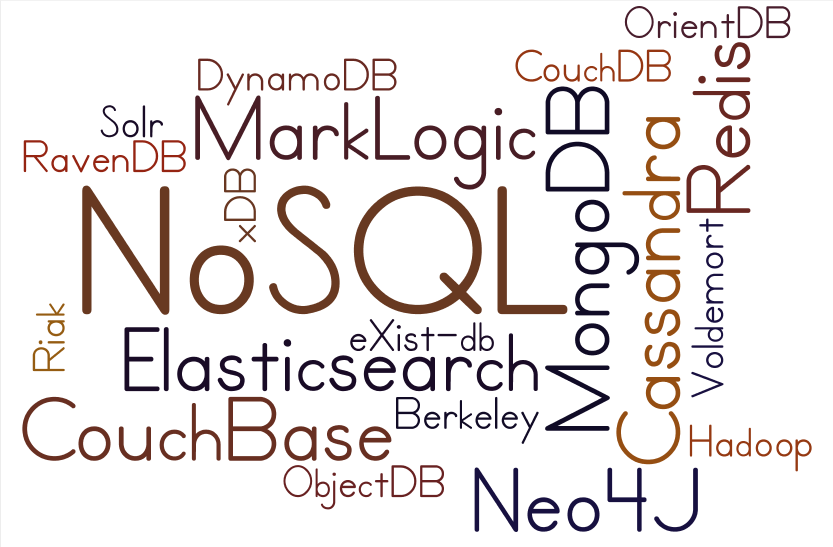 OrientDB
CouchDB
DynamoDB
Redis
Solr
MarkLogic
RavenDB
MongoDB
Cassandra
xDB
NoSQL
Voldemort
Riak
eXist-db
Elasticsearch
CouchBase
Berkeley
Hadoop
ObjectDB
Neo4J